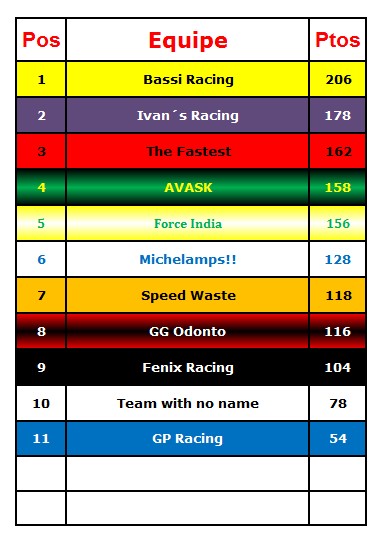 Pos Equipe Ptos
1 Bassi Racing 206
2 Ivan´s Racing 178
3 The Fastest 162
4 AVASK 158
5 Force India 156
6 Michelamps!! 128
7 Speed Waste 118
8 GG Odonto 116
9 Fenix Racing 104
10 Team with no name 78
11 GP Racing 54